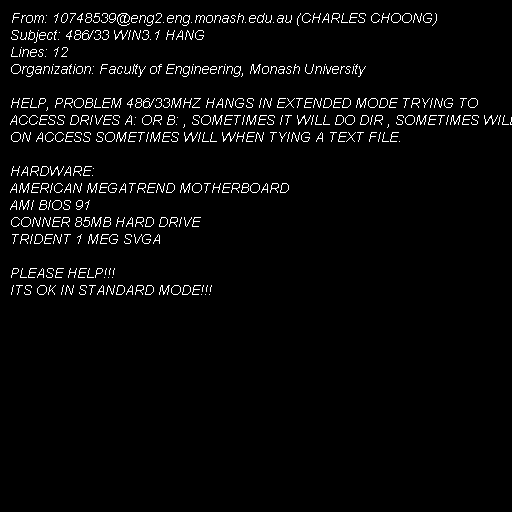 From: 10748539@eng2.eng.monash.edu.au (CHARLES CHOONG)
Subject: 486/33 WIN3.1 HANG
Lines: 12
Organization: Faculty of Engineering, Monash University
HELP, PROBLEM 486/33MHZ HANGS IN EXTENDED MODE TRYING TO
ACCESS DRIVES A: OR B: , SOMETIMES IT WILL DO DIR , SOMETIMES WILL
ON ACCESS SOMETIMES WILL WHEN TYING A TEXT FILE.
HARDWARE:
AMERICAN MEGATREND MOTHERBOARD
AMI BIOS 91
CONNER 85MB HARD DRIVE
TRIDENT 1 MEG SVGA
PLEASE HELP!!!
ITS OK IN STANDARD MODE!!!